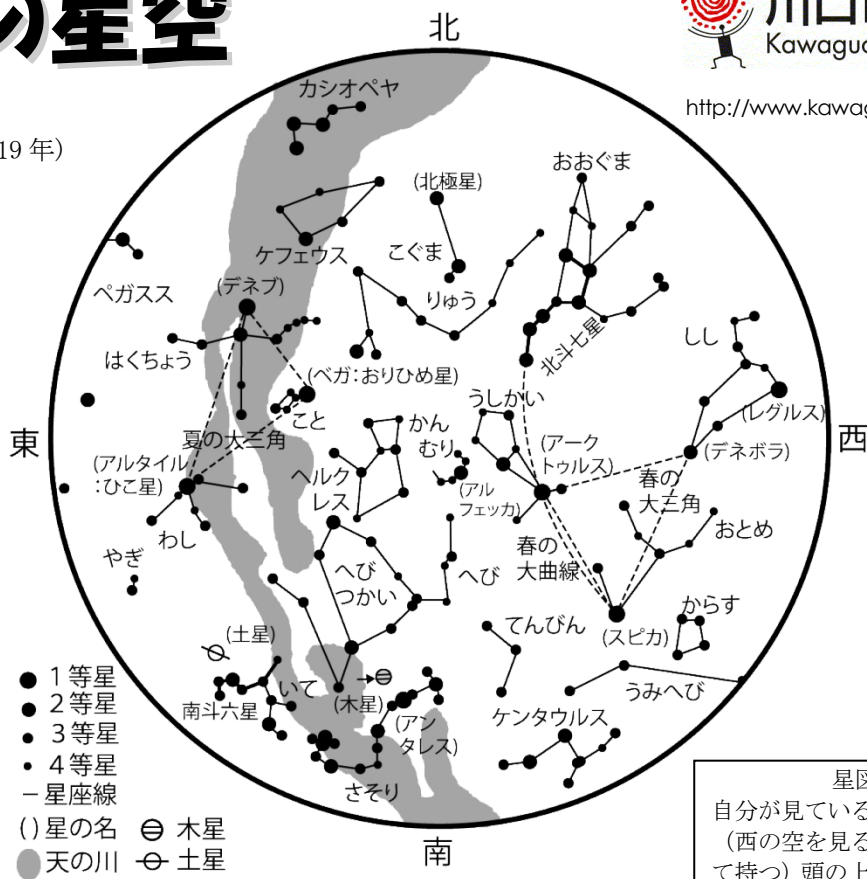 の星空
川口
Kawagu
http://www.kawag
19年)
北
カシオペヤ
おおぐま
(北極星)
ケフェウス
こぐま
ペガスス
(デネブ)
りゅう
北斗七星
しし
はくちょう
(ベガ:おりひめ星)
こと
うしかい
(レグルス)
かん
むり
東
夏の大三角
(アーク
トゥルス)
(デネボラ)
西
(アルタイル
:ひこ星)
ヘルク
レス
(アル
フェッカ)
春の
大三角
わし
おとめ
やぎ
へび
つかい
へび
春の
大曲線
てんびん
からす
(スピカ)
(土星)
いて
(木星)
うみへび
南斗六星
(アン
タレス)
ケンタウルス
さそり
南
1等星
2等星
3等星
4等星
星座線
()星の名
木星
天の川
土星
星図
自分が見ている
(西の空を見る
て持つ)頭の上